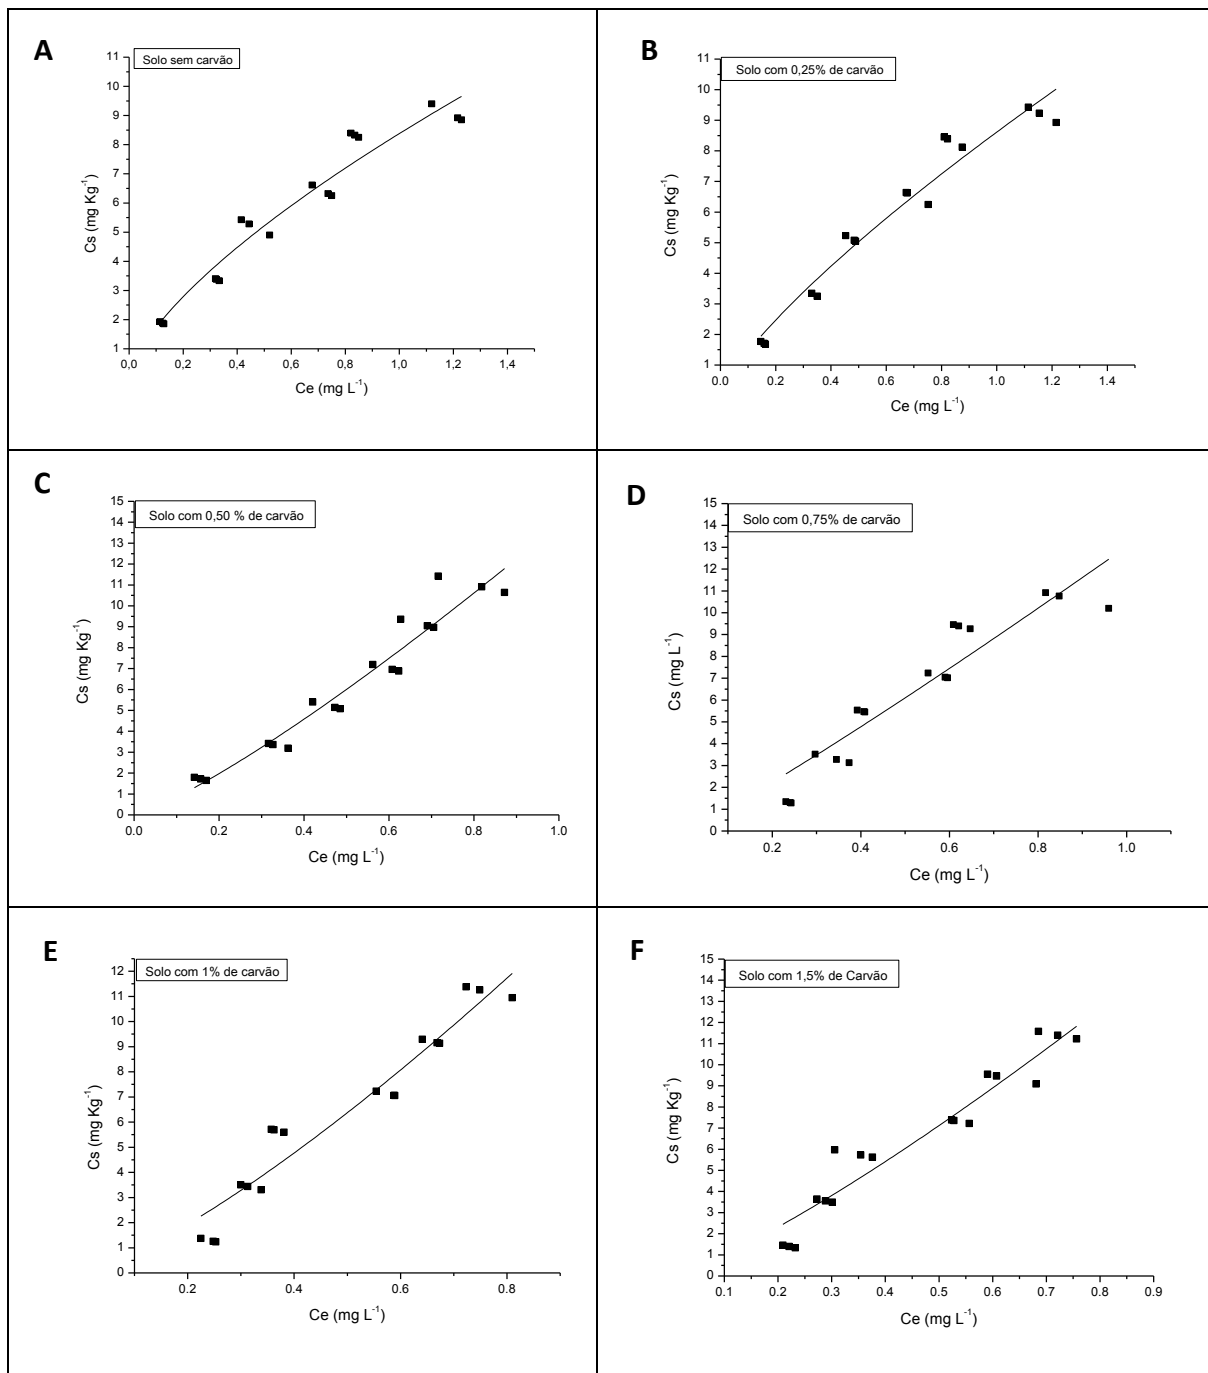 A
Solo sem carvão
11
10
9
8
7
6
5
4
3
2
1
Cs (mg Kg⁻¹)
0,0 0,2 0,4 0,6 0,8 1,0 1,2 1,4
Ce (mg L⁻¹)
B
Solo com 0,25% de carvão
11
10
9
8
7
6
5
4
3
2
1
Cs (mg Kg⁻¹)
0.0 0.2 0.4 0.6 0.8 1.0 1.2 1.4
Ce (mg L⁻¹)
C
Solo com 0,50 % de carvão
15
14
13
12
11
10
9
8
7
6
5
4
3
2
1
0
Cs (mg Kg⁻¹)
0.0 0.2 0.4 0.6 0.8 1.0
Ce (mg L⁻¹)
D
Solo com 0,75% de carvão
15
14
13
12
11
10
9
8
7
6
5
4
3
2
1
0
Cs (mg L⁻¹)
0.2 0.4 0.6 0.8 1.0
Ce (mg L⁻¹)
E
Solo com 1% de carvão
12
11
10
9
8
7
6
5
4
3
2
1
0
Cs (mg Kg⁻¹)
0.2 0.4 0.6 0.8
Ce (mg L⁻¹)
F
Solo com 1,5% de Carvão
15
14
13
12
11
10
9
8
7
6
5
4
3
2
1
0
Cs (mg Kg⁻¹)
0.1 0.2 0.3 0.4 0.5 0.6 0.7 0.8 0.9
Ce (mg L⁻¹)